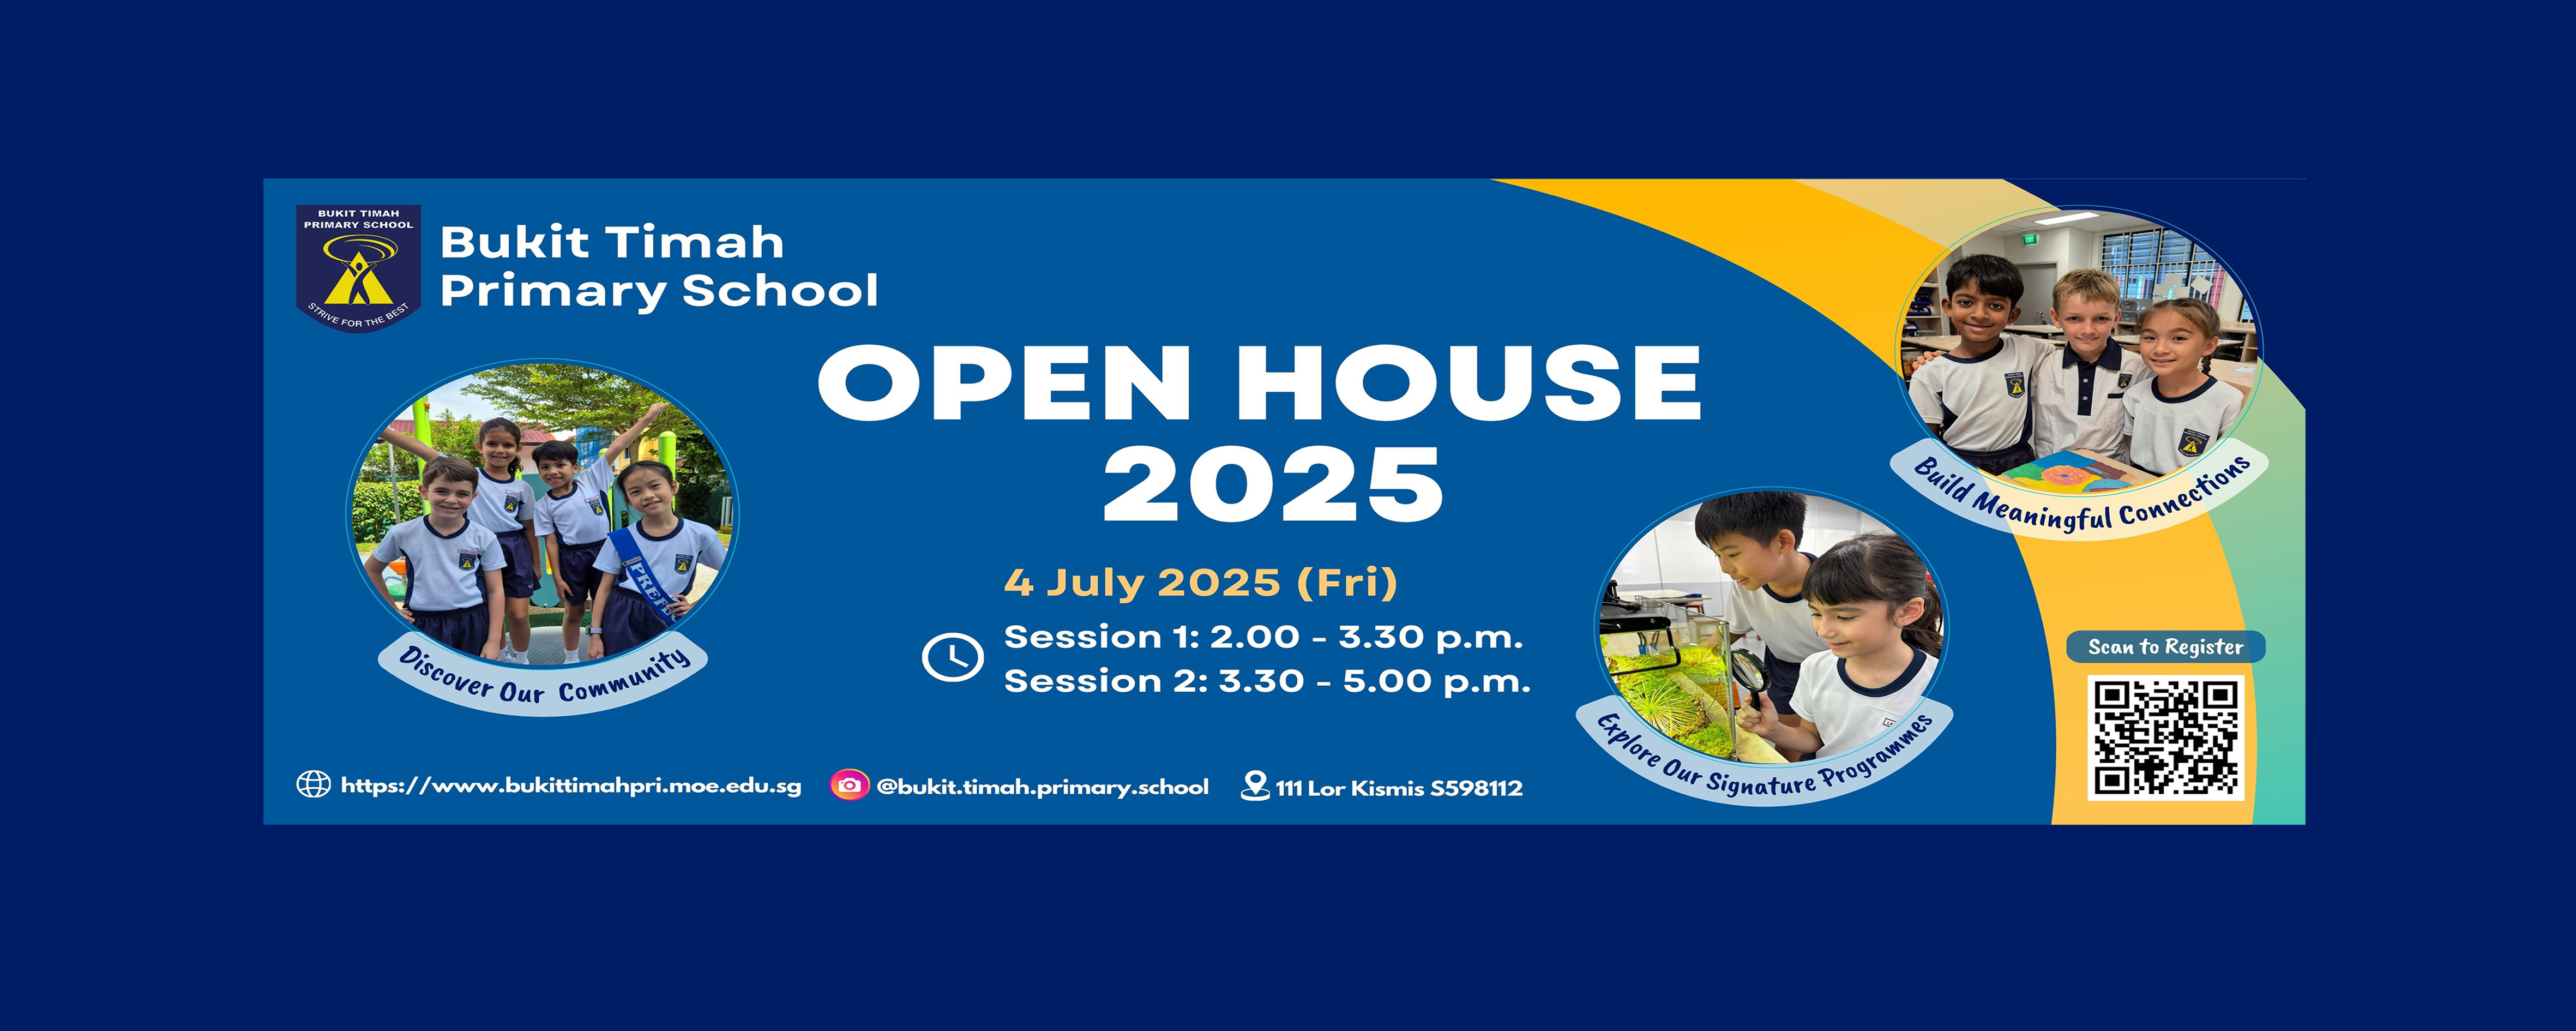 BUKIT TIMAH
PRIMARY SCHOOL
STRIVE FOR THE BEST
Bukit Timah
Primary School
OPEN HOUSE
2025
4 July 2025 (Fri)
Session 1: 2.00 - 3.30 p.m.
Session 2: 3.30 - 5.00 p.m.
PREF
Discover Our Community
Build Meaningful Connections
Explore Our Signature Programmes
Scan to Register
https://www.bukittimahpri.moe.edu.sg
@bukit.timah.primary.school
111 Lor Kismis S598112